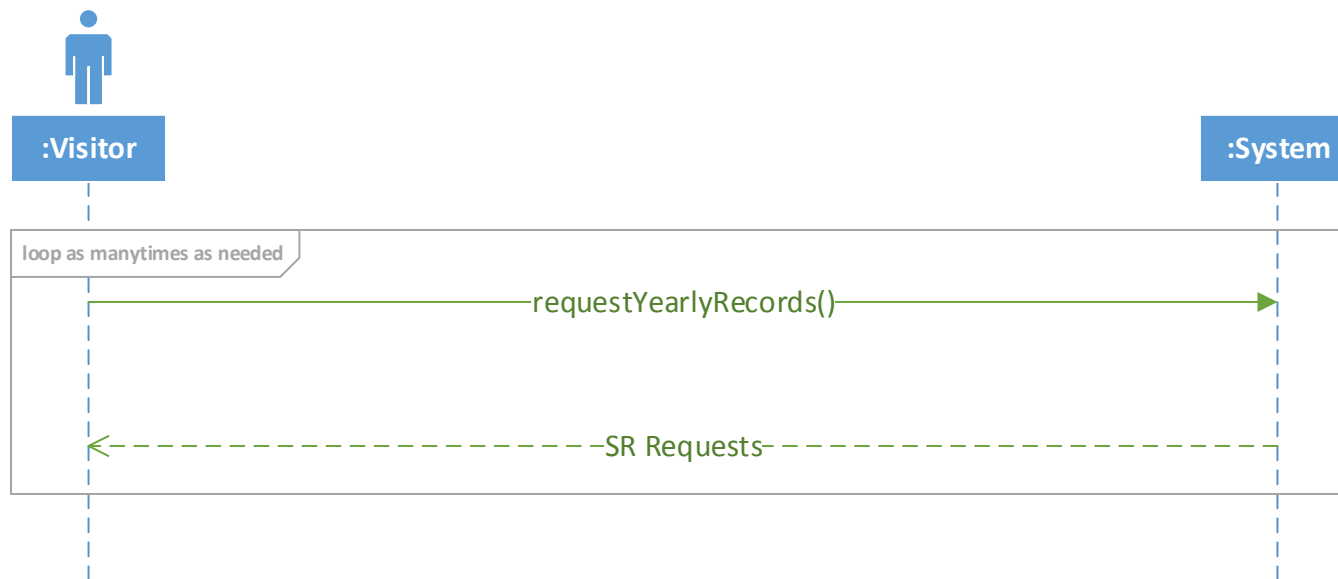 :Visitor
:System
loop as manytimes as needed
requestYearlyRecords()
SR Requests